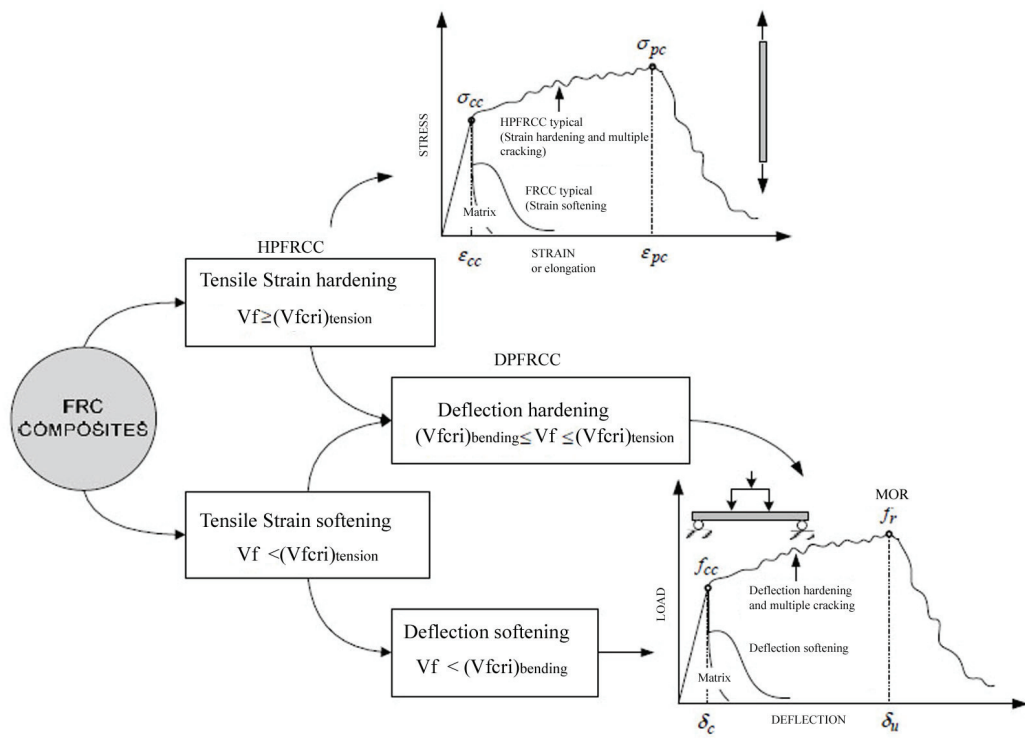 σpc
σcc
HPFRCC typical
(Strain hardening and multiple
cracking)
STRESS
FRCC typical
(Strain softening
Matrix
εcc
STRAIN
or elongation
εpc
HPFRCC
Tensile Strain hardening
Vf≥(Vfcri)tension
FRC
COMPOSITES
DPFRCC
Deflection hardening
(Vfcri)bending≤ Vf ≤(Vfcri)tension
Tensile Strain softening
Vf <(Vfcri)tension
Deflection softening
Vf < (Vfcri)bending
MOR
fr
fcc
Deflection hardening
and multiple cracking
LOAD
Deflection softening
Matrix
δc
DEFLECTION
δu